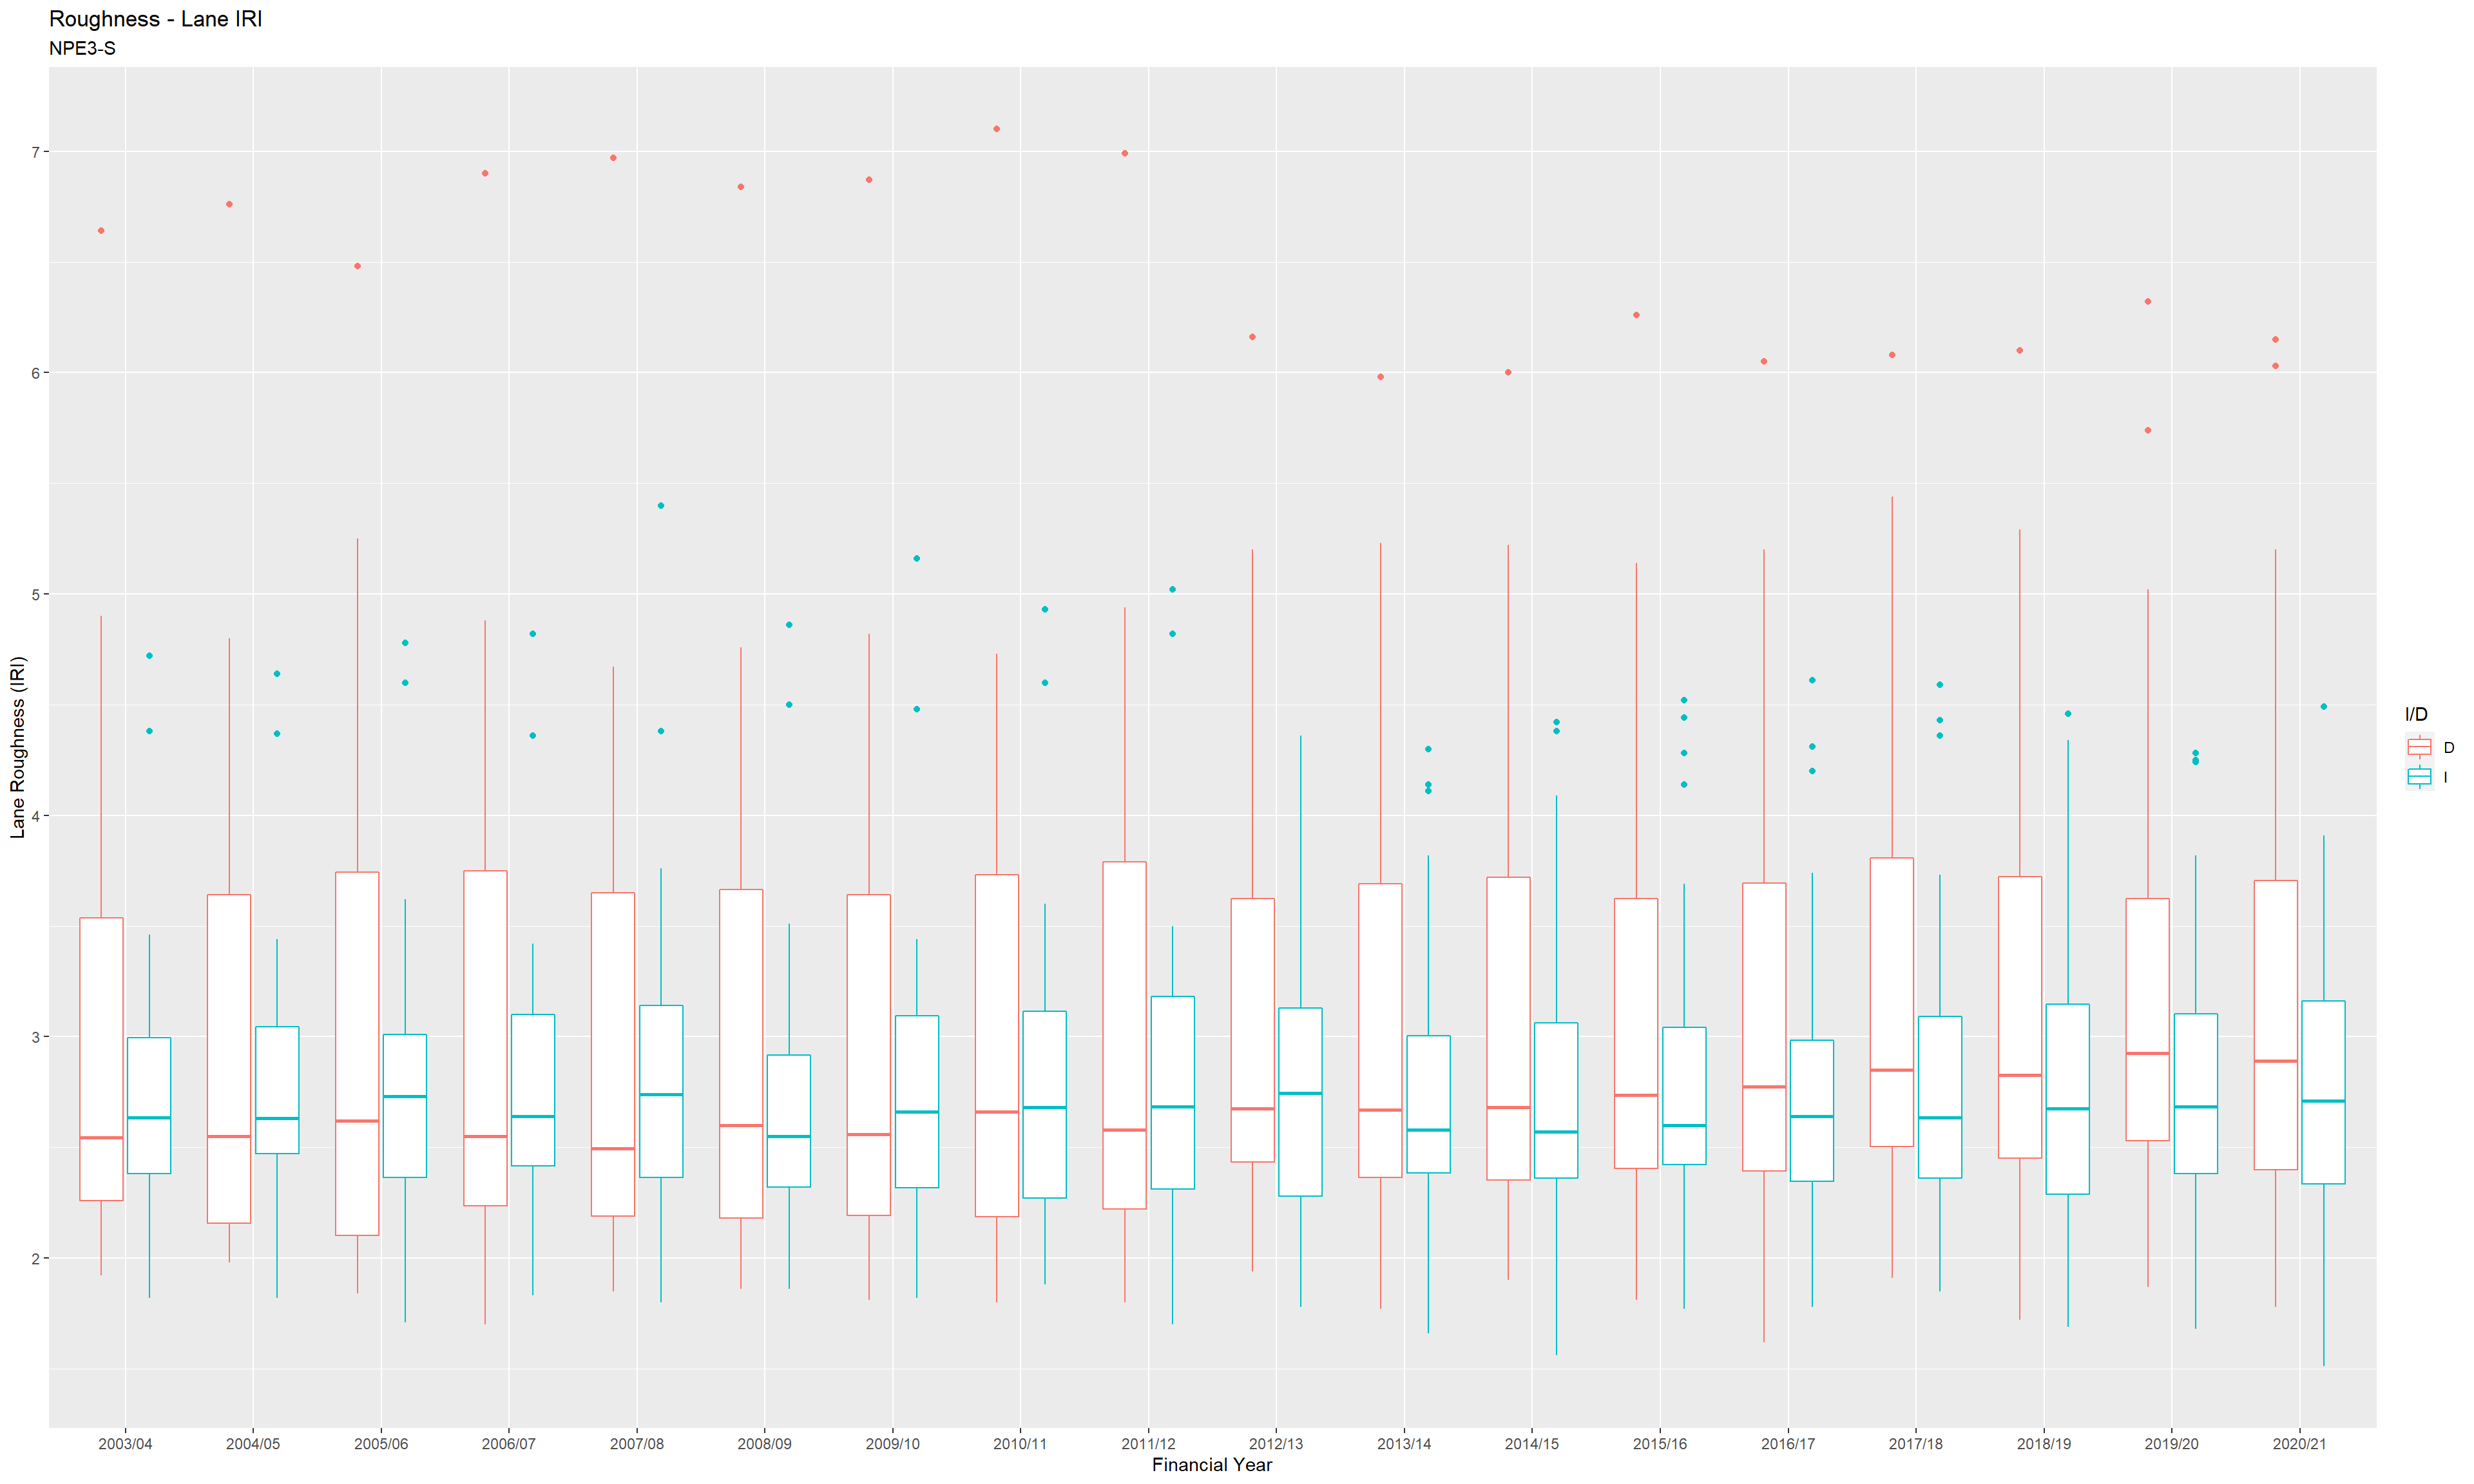 Roughness - Lane IRI
NPE3-S
Lane Roughness (IRI)
7
6
5
4
3
2
2003/04 2004/05 2005/06 2006/07 2007/08 2008/09 2009/10 2010/11 2011/12 2012/13 2013/14 2014/15 2015/16 2016/17 2017/18 2018/19 2019/20 2020/21
Financial Year
I/D
D
I